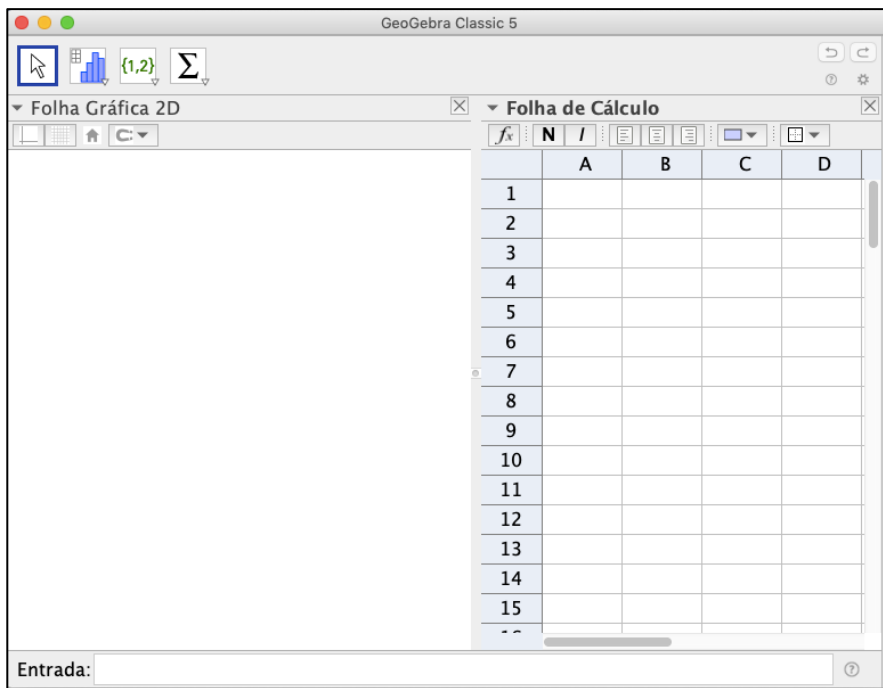 GeoGebra Classic 5
{1,2} Σ
Folha Gráfica 2D
Folha de Cálculo
fx N I
A B C D
1
2
3
4
5
6
7
8
9
10
11
12
13
14
15
Entrada: